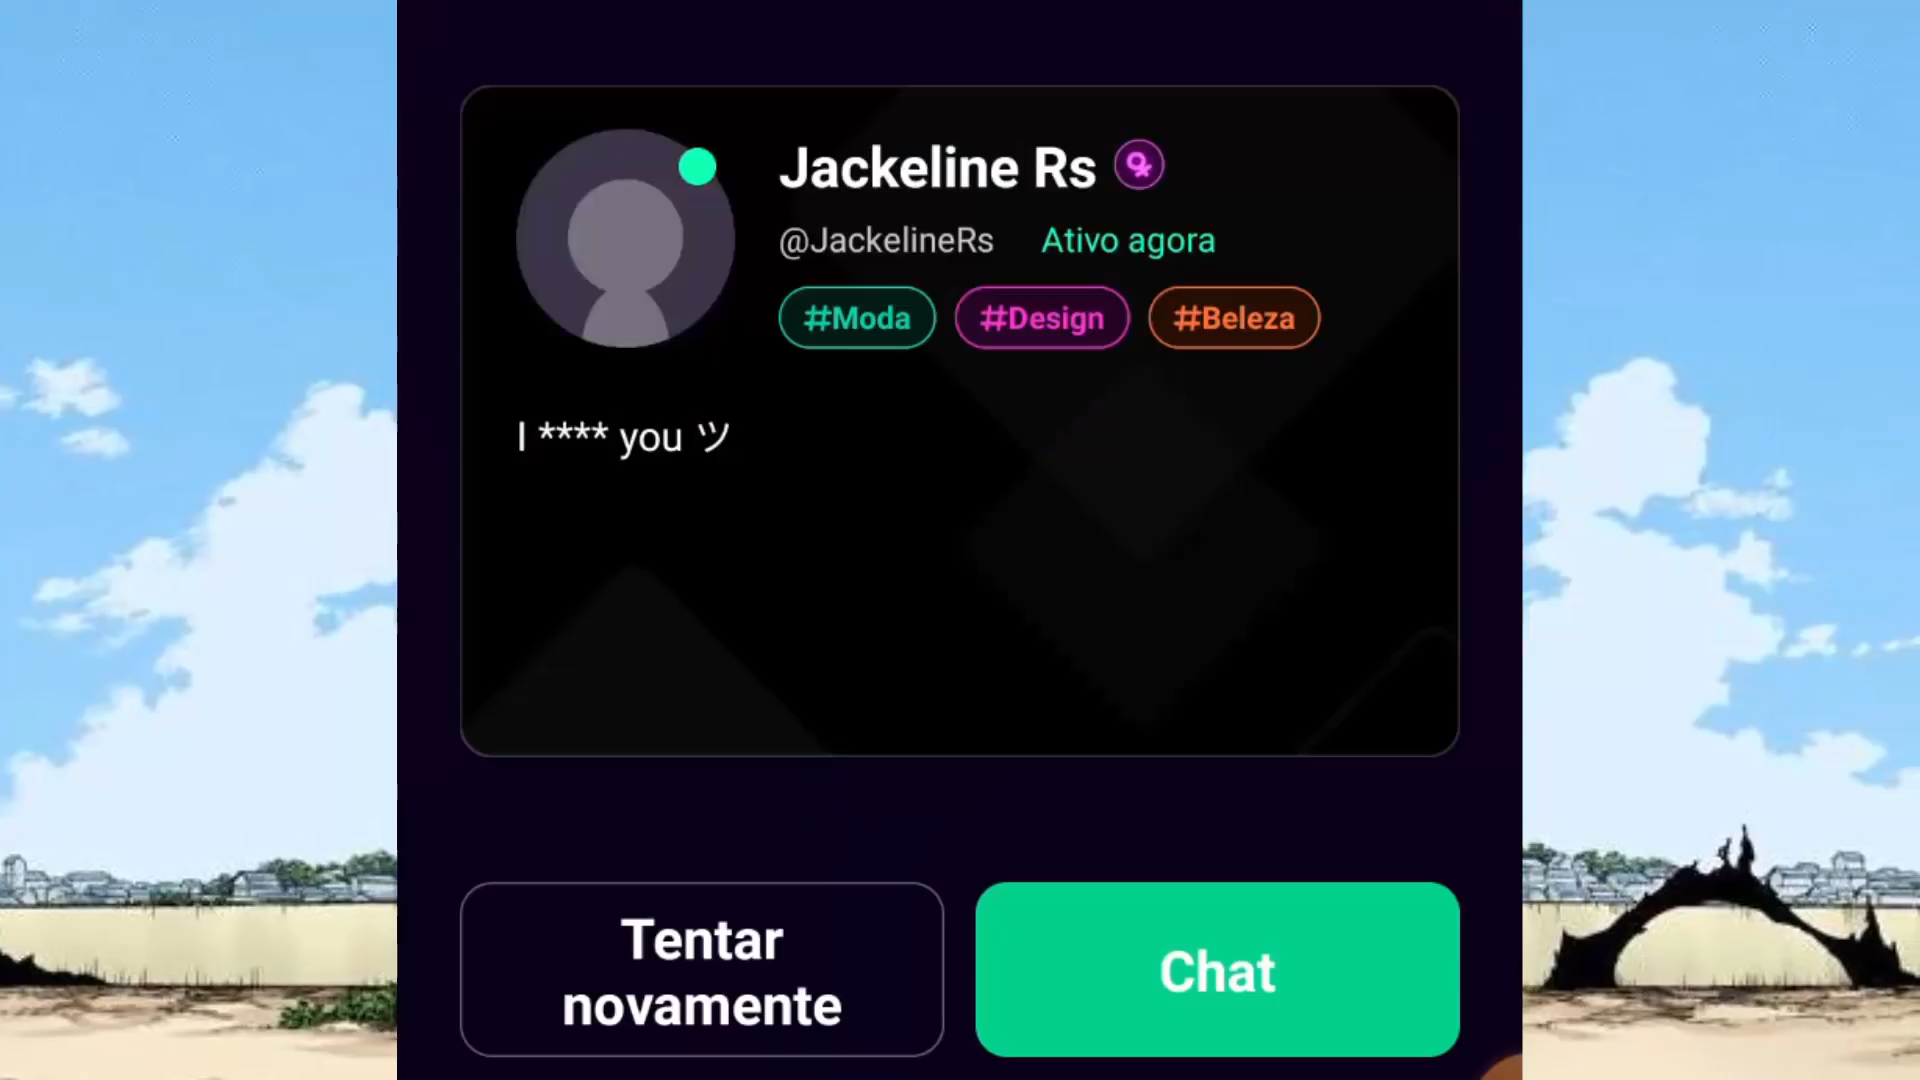 Jackeline Rs
@JackelineRs Ativo agora
#Moda #Design #Beleza
I **** you ツ
Tentar
novamente
Chat